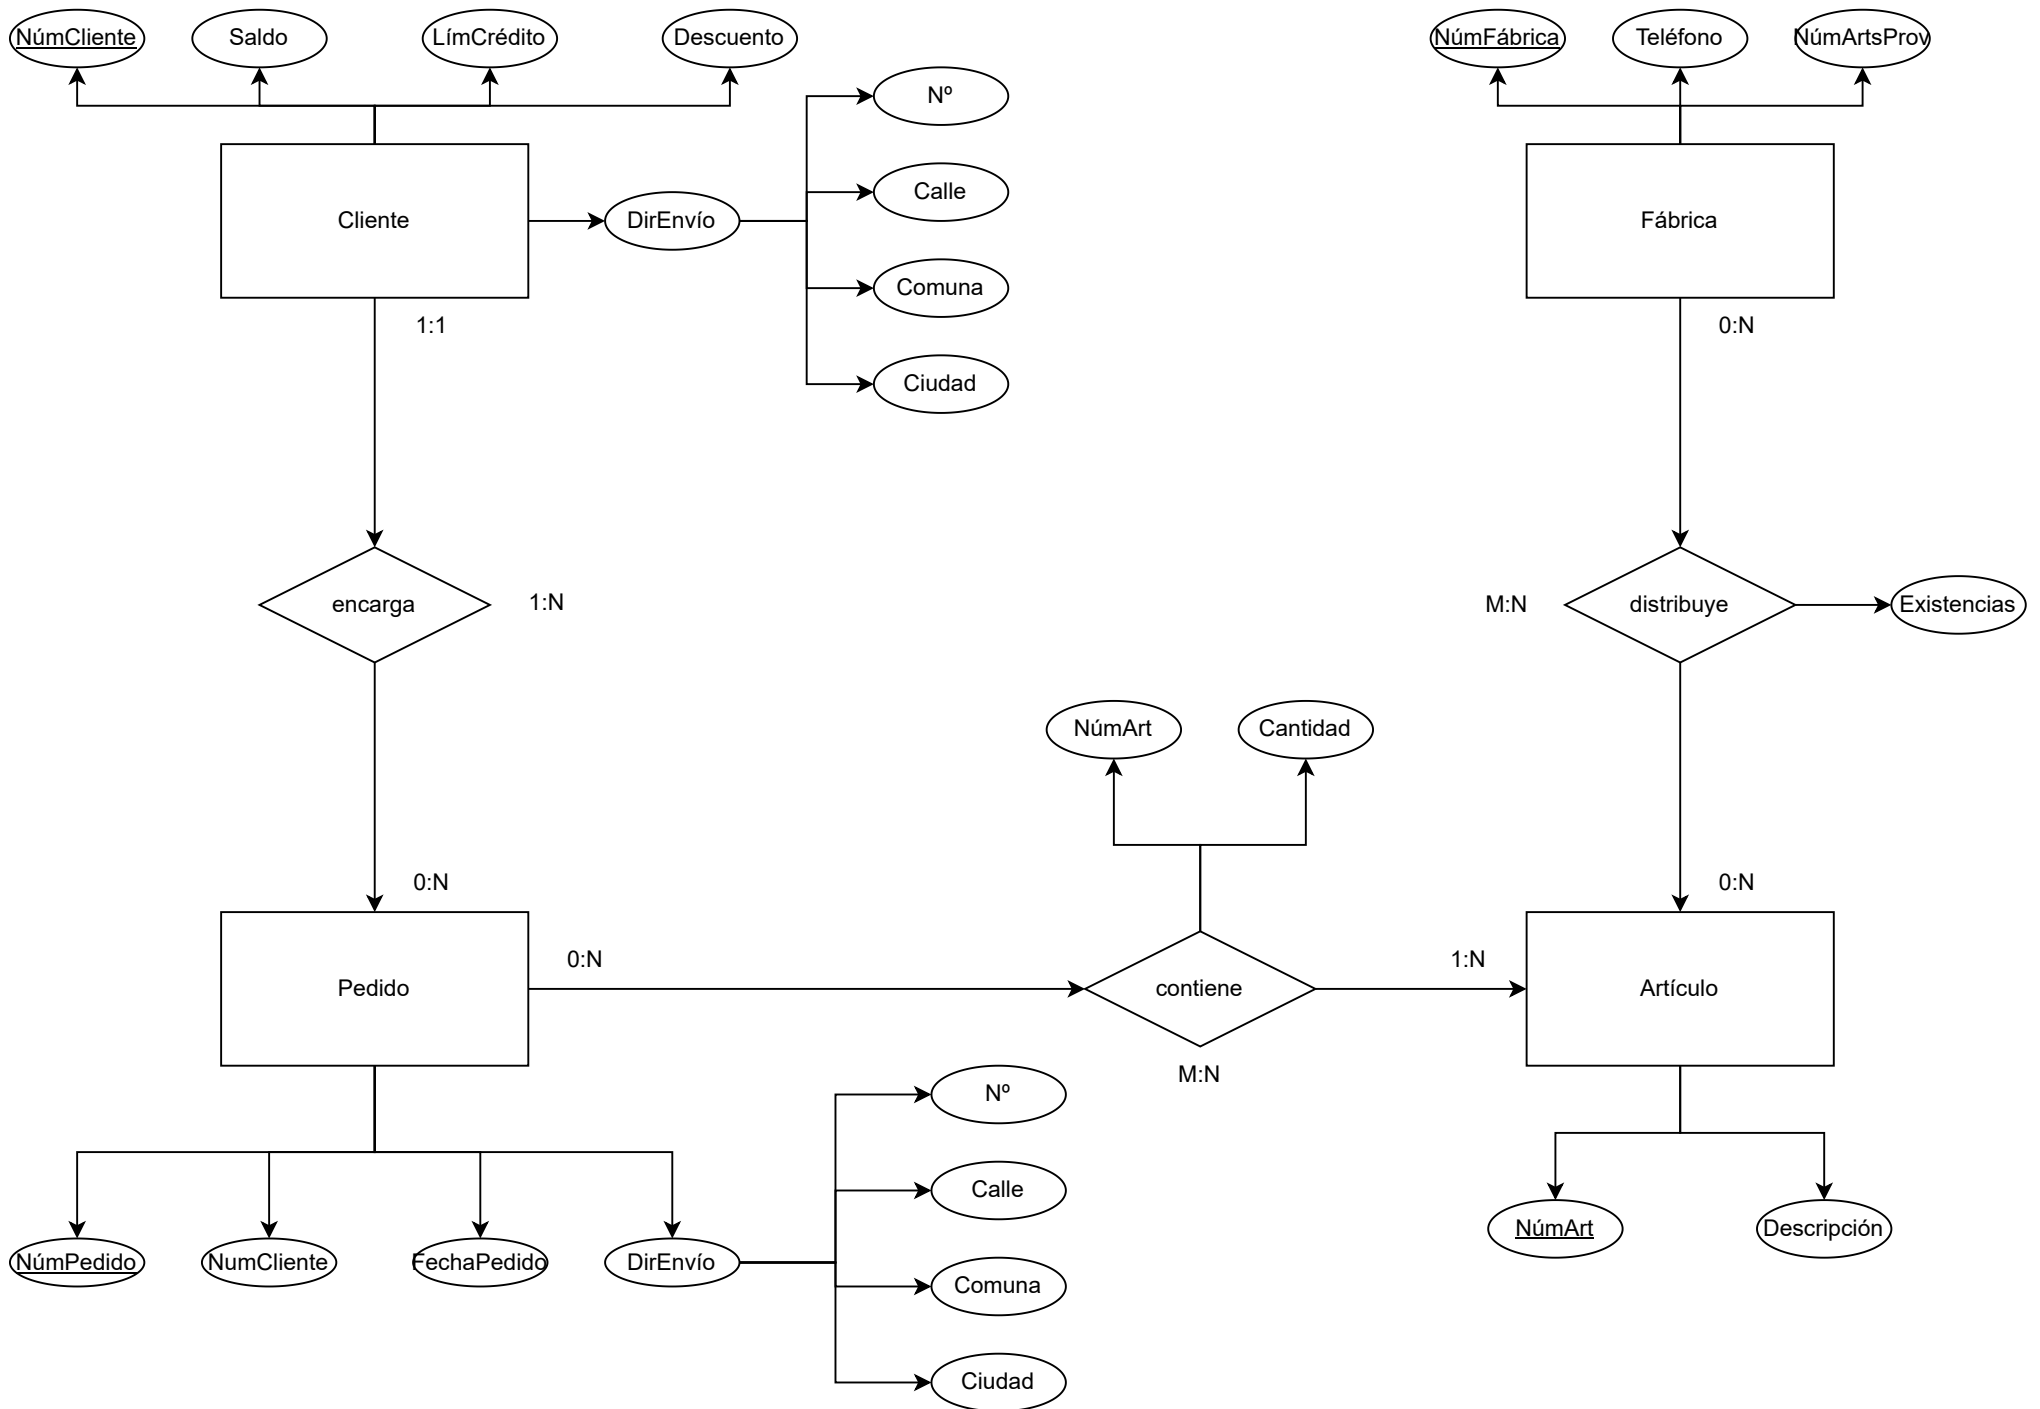 NúmCliente
Saldo
LímCrédito
Descuento
NúmFábrica
Teléfono
NúmArtsProv
Nº
Calle
Cliente
DirEnvío
Fábrica
Comuna
1:1
0:N
Ciudad
encarga
1:N
M:N
distribuye
Existencias
NúmArt
Cantidad
0:N
0:N
0:N
1:N
Pedido
contiene
Artículo
M:N
Nº
Calle
NúmArt
Descripción
NúmPedido
NumCliente
FechaPedido
DirEnvío
Comuna
Ciudad